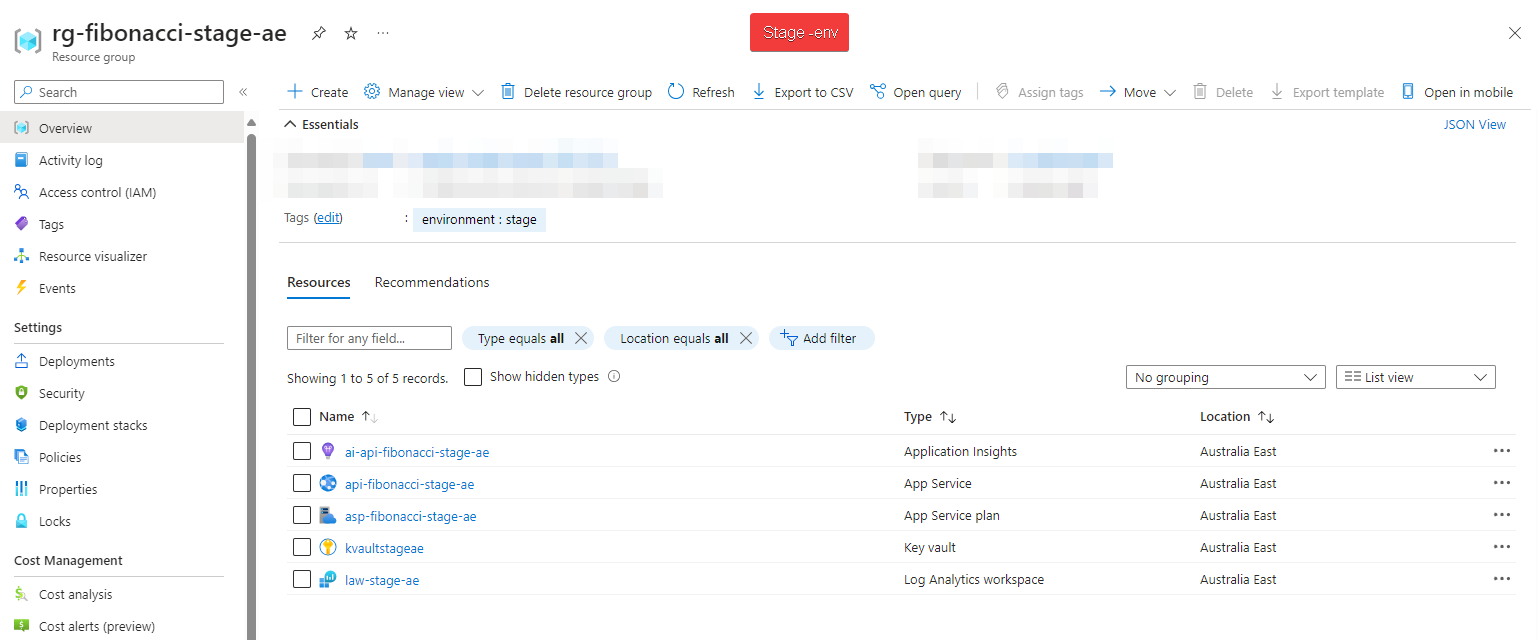 rg-fibonacci-stage-ae
Resource group
Stage -env
Search
Create Manage view Delete resource group Refresh Export to CSV Open query Assign tags Move Delete Export template Open in mobile
Overview
Activity log
Access control (IAM)
Tags
Resource visualizer
Events
Settings
Deployments
Security
Deployment stacks
Policies
Properties
Locks
Cost Management
Cost analysis
Cost alerts (preview)
Essentials
JSON View
Tags (edit) : environment : stage
Resources Recommendations
Filter for any field... Type equals all Location equals all Add filter
Showing 1 to 5 of 5 records. Show hidden types
No grouping List view
Name Type Location
ai-api-fibonacci-stage-ae Application Insights Australia East
api-fibonacci-stage-ae App Service Australia East
asp-fibonacci-stage-ae App Service plan Australia East
kvaultstageae Key vault Australia East
law-stage-ae Log Analytics workspace Australia East